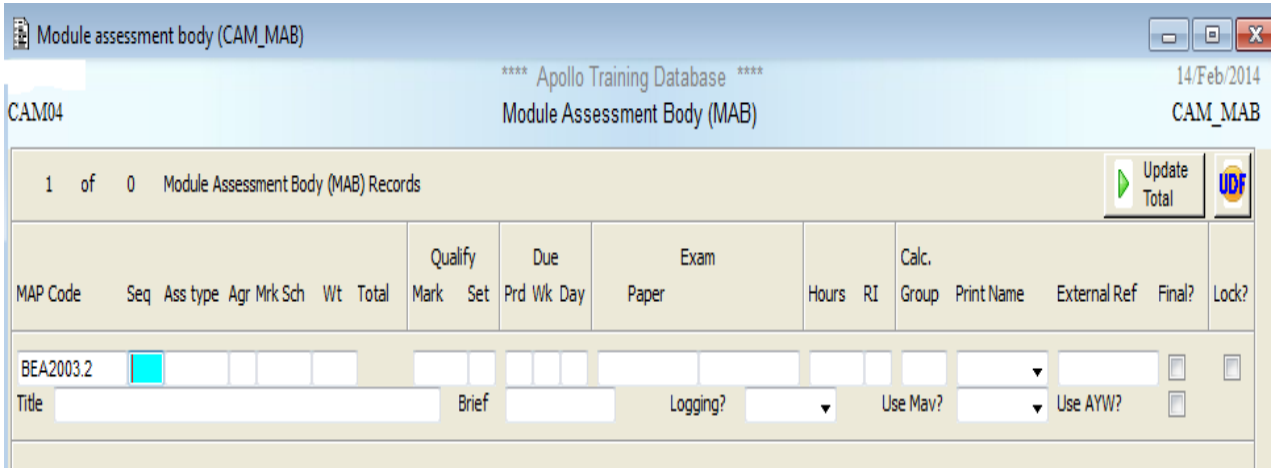 Module assessment body (CAM_MAB)
**** Apollo Training Database **** 14/Feb/2014
CAM04 Module Assessment Body (MAB) CAM_MAB
1 of 0 Module Assessment Body (MAB) Records Update Total UDF
Qualify Due Exam Calc.
MAP Code Seq Ass type Agr Mrk Sch Wt Total Mark Set Prd Wk Day Paper Hours RI Group Print Name External Ref Final? Lock?
BEA2003.2
Title Brief Logging? Use Mav? Use AYW?